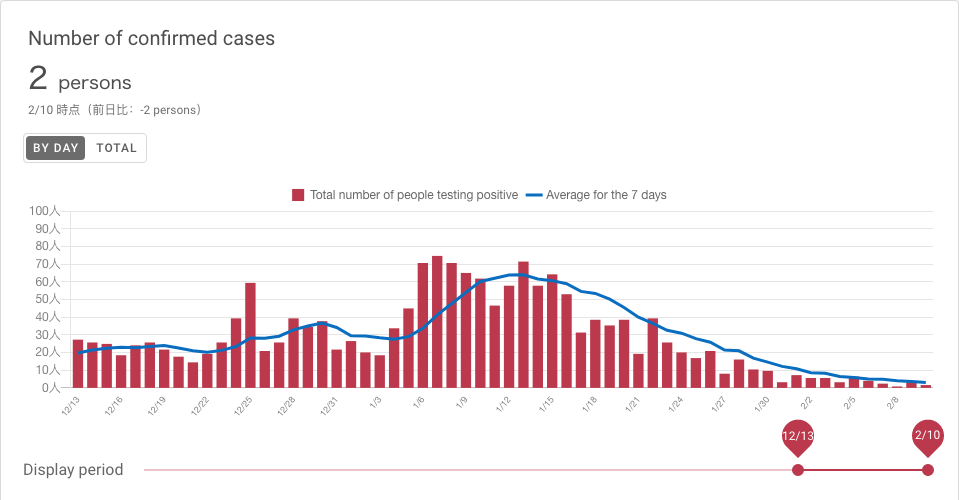 Number of confirmed cases
2 persons
2/10 時点（前日比：-2 persons）
BY DAY TOTAL
Total number of people testing positive Average for the 7 days
100人
90人
80人
70人
60人
50人
40人
30人
20人
10人
0人
12/13 12/16 12/19 12/22 12/25 12/28 12/31 1/3 1/6 1/9 1/12 1/15 1/18 1/21 1/24 1/27 1/30 2/2 2/5 2/8
12/13 2/10
Display period